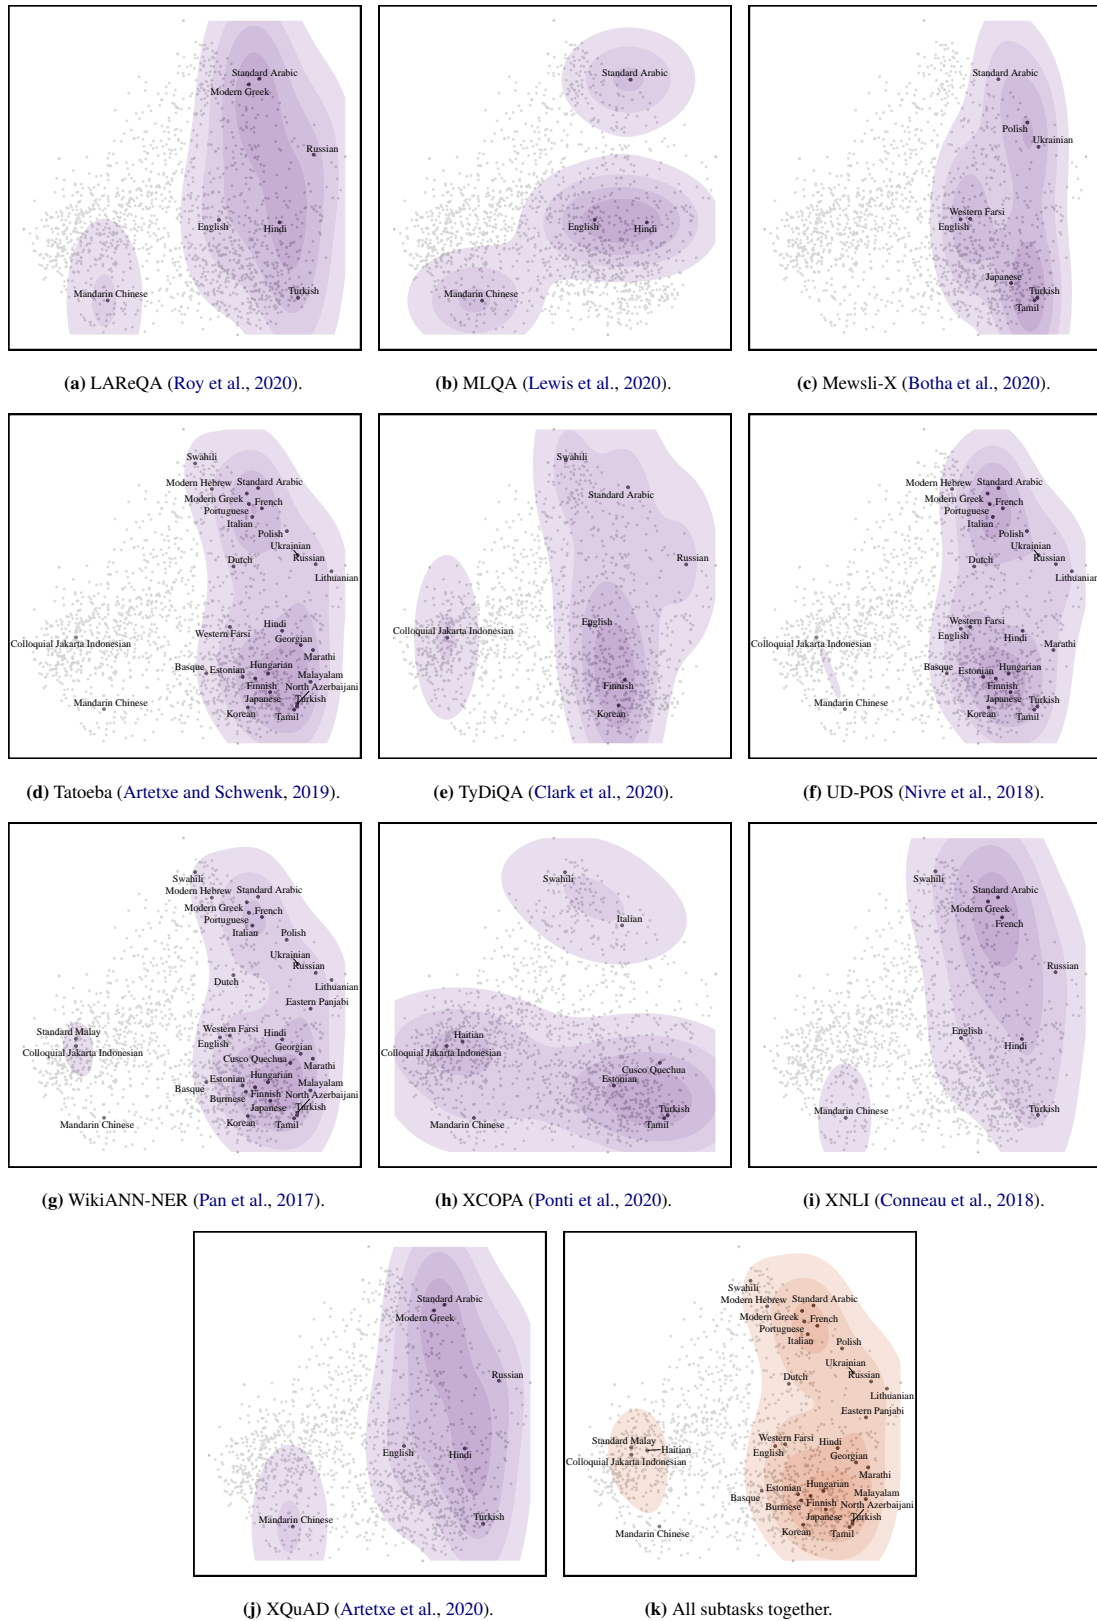 Standard Arabic
Modern Greek
Russian
English
Hindi
Mandarin Chinese
Turkish
(a) LAReQA (Roy et al., 2020).
Standard Arabic
English
Hindi
Mandarin Chinese
(b) MLQA (Lewis et al., 2020).
Standard Arabic
Polish
Ukrainian
Western Farsi
English
Japanese
Turkish
Tamil
(c) Mewsli-X (Botha et al., 2020).
Swahili
Modern Hebrew
Standard Arabic
Modern Greek
French
Portuguese
Italian
Polish
Ukrainian
Dutch
Russian
Lithuanian
Hindi
Western Farsi
Georgian
Colloquial Jakarta Indonesian
Marathi
Basque
Estonian
Hungarian
Malayalam
Finnish
North Azerbaijani
Japanese
Turkish
Mandarin Chinese
Korean
Tamil
(d) Tatoeba (Artetxe and Schwenk, 2019).
Swahili
Standard Arabic
Russian
English
Colloquial Jakarta Indonesian
Finnish
Korean
(e) TyDiQA (Clark et al., 2020).
Modern Hebrew
Standard Arabic
Modern Greek
French
Portuguese
Italian
Polish
Ukrainian
Dutch
Russian
Lithuanian
Western Farsi
English
Hindi
Colloquial Jakarta Indonesian
Marathi
Basque
Estonian
Hungarian
Finnish
Japanese
Turkish
Mandarin Chinese
Korean
Tamil
(f) UD-POS (Nivre et al., 2018).
Swahili
Modern Hebrew
Standard Arabic
Modern Greek
French
Portuguese
Italian
Polish
Ukrainian
Russian
Dutch
Lithuanian
Eastern Panjabi
Standard Malay
Western Farsi
Hindi
English
Georgian
Colloquial Jakarta Indonesian
Cusco Quechua
Marathi
Basque
Estonian
Hungarian
Malayalam
Burmese
Finnish
North Azerbaijani
Japanese
Turkish
Mandarin Chinese
Korean
Tamil
(g) WikiANN-NER (Pan et al., 2017).
Swahili
Italian
Haitian
Colloquial Jakarta Indonesian
Cusco Quechua
Estonian
Turkish
Mandarin Chinese
Tamil
(h) XCOPA (Ponti et al., 2020).
Swahili
Standard Arabic
Modern Greek
French
Russian
English
Hindi
Mandarin Chinese
Turkish
(i) XNLI (Conneau et al., 2018).
Standard Arabic
Modern Greek
Russian
English
Hindi
Mandarin Chinese
Turkish
(j) XQuAD (Artetxe et al., 2020).
Swahili
Modern Hebrew
Standard Arabic
Modern Greek
French
Portuguese
Italian
Polish
Ukrainian
Dutch
Russian
Lithuanian
Eastern Panjabi
Standard Malay
Haitian
Western Farsi
Hindi
English
Georgian
Colloquial Jakarta Indonesian
Marathi
Basque
Estonian
Hungarian
Malayalam
Burmese
Finnish
North Azerbaijani
Japanese
Turkish
Mandarin Chinese
Korean
Tamil
(k) All subtasks together.